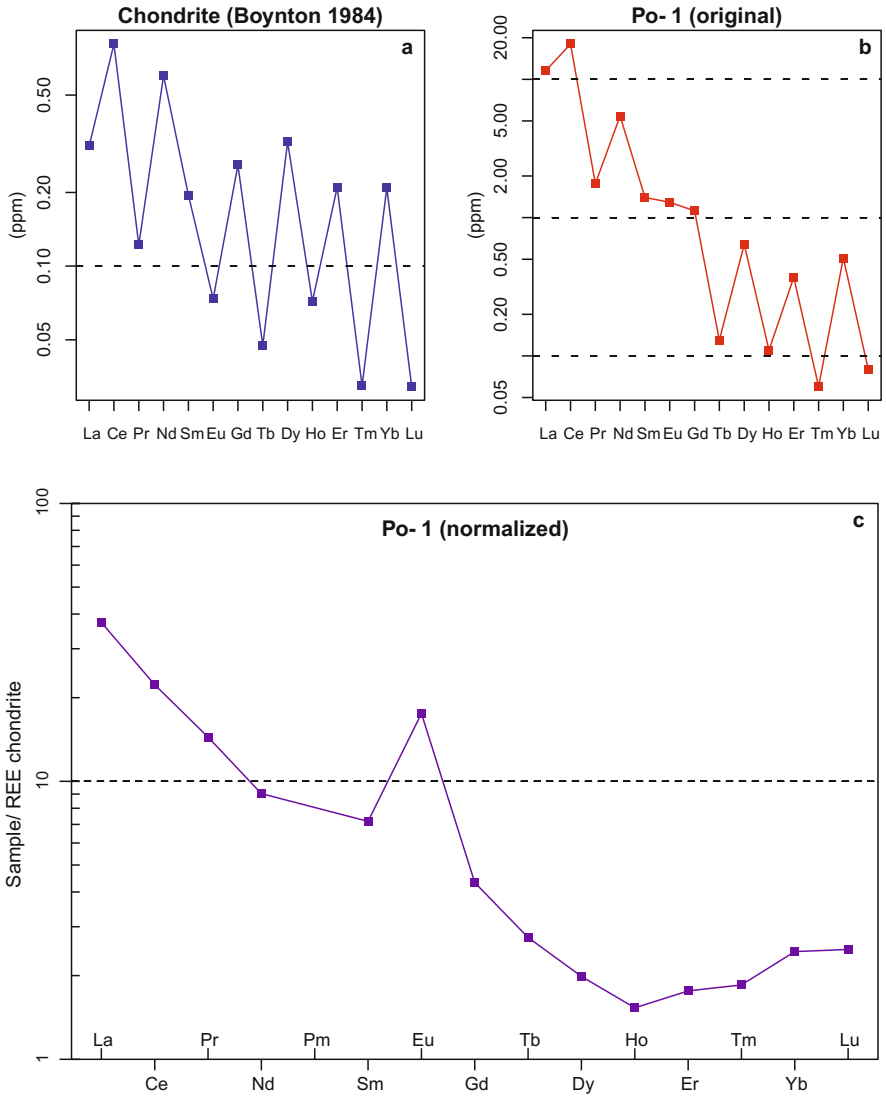 Chondrite (Boynton 1984)
a
(ppm)
0.50
0.20
0.10
0.05
La Ce Pr Nd Sm Eu Gd Tb Dy Ho Er Tm Yb Lu
Po- 1 (original)
b
(ppm)
20.00
5.00
2.00
0.50
0.20
0.05
La Ce Pr Nd Sm Eu Gd Tb Dy Ho Er Tm Yb Lu
Po- 1 (normalized)
c
Sample/ REE chondrite
100
10
1
La Pr Pm Eu Tb Ho Tm Lu
Ce Nd Sm Gd Dy Er Yb